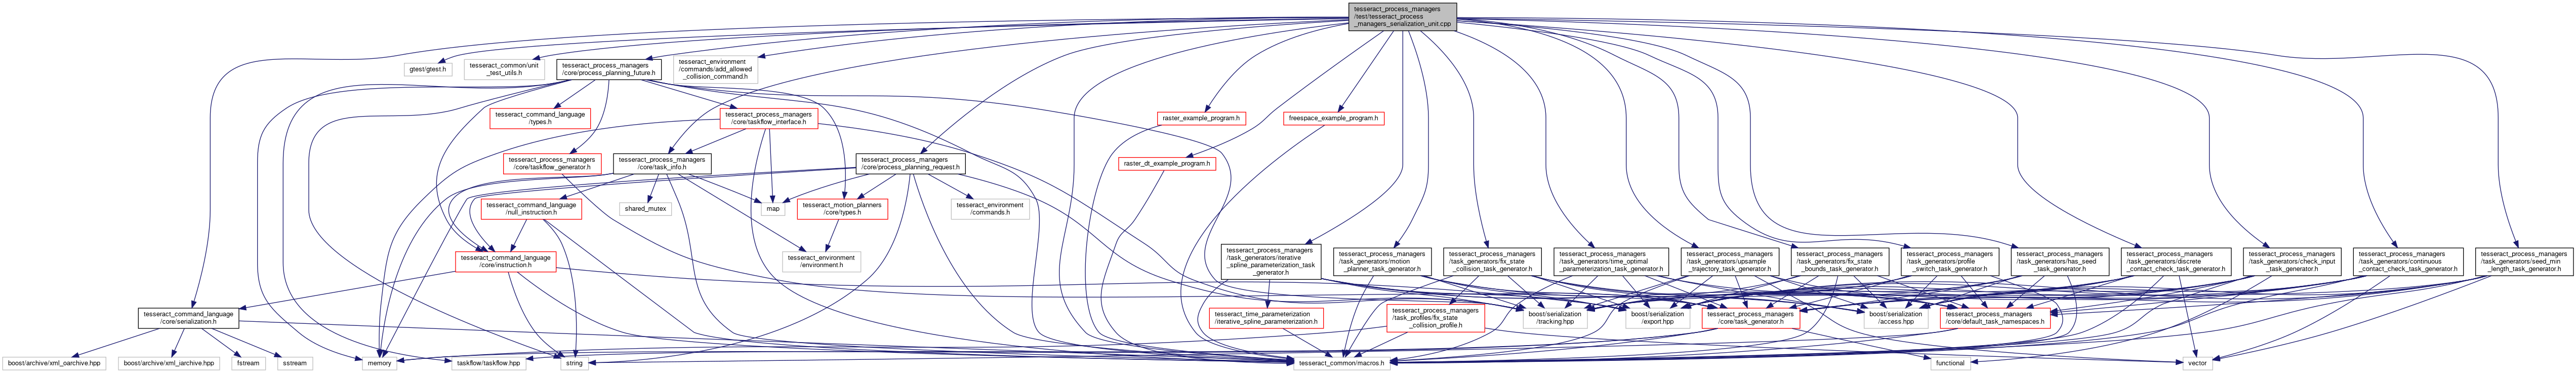 tesseract_process_managers
/test/tesseract_process
_managers_serialization_unit.cpp
gtest/gtest.h
tesseract_common/unit
_test_utils.h
tesseract_process_managers
/core/process_planning_future.h
tesseract_environment
/commands/add_allowed
_collision_command.h
tesseract_command_language
/types.h
tesseract_process_managers
/core/taskflow_interface.h
raster_example_program.h
freespace_example_program.h
tesseract_process_managers
/core/taskflow_generator.h
tesseract_process_managers
/core/task_info.h
tesseract_process_managers
/core/process_planning_request.h
raster_dt_example_program.h
tesseract_command_language
/null_instruction.h
shared_mutex
map
tesseract_motion_planners
/core/types.h
tesseract_environment
/commands.h
tesseract_command_language
/core/instruction.h
tesseract_environment
/environment.h
tesseract_process_managers
/task_generators/iterative
_spline_parameterization_task
_generator.h
tesseract_process_managers
/task_generators/motion
_planner_task_generator.h
tesseract_process_managers
/task_generators/fix_state
_collision_task_generator.h
tesseract_process_managers
/task_generators/time_optimal
_parameterization_task_generator.h
tesseract_process_managers
/task_generators/upsample
_trajectory_task_generator.h
tesseract_process_managers
/task_generators/fix_state
_bounds_task_generator.h
tesseract_process_managers
/task_generators/profile
_switch_task_generator.h
tesseract_process_managers
/task_generators/has_seed
_task_generator.h
tesseract_process_managers
/task_generators/discrete
_contact_check_task_generator.h
tesseract_process_managers
/task_generators/check_input
_task_generator.h
tesseract_process_managers
/task_generators/continuous
_contact_check_task_generator.h
tesseract_process_managers
/task_generators/seed_min
_length_task_generator.h
tesseract_command_language
/core/serialization.h
tesseract_time_parameterization
/iterative_spline_parameterization.h
tesseract_process_managers
/task_profiles/fix_state
_collision_profile.h
boost/serialization
/tracking.hpp
boost/serialization
/export.hpp
tesseract_process_managers
/core/task_generator.h
boost/serialization
/access.hpp
tesseract_process_managers
/core/default_task_namespaces.h
boost/archive/xml_oarchive.hpp
boost/archive/xml_iarchive.hpp
fstream
sstream
memory
taskflow/taskflow.hpp
string
tesseract_common/macros.h
functional
vector